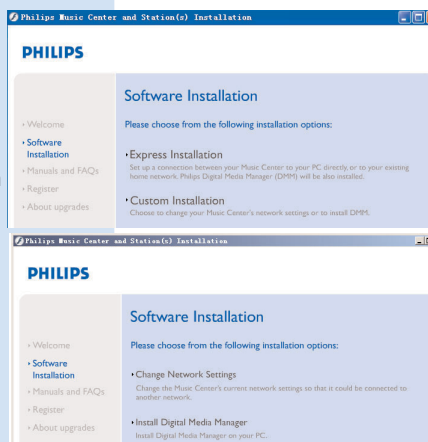 Philips Music Center and Station(s) Installation
PHILIPS
Software Installation
Welcome
Please choose from the following installation options:
Software
Installation
Express Installation
Manuals and FAQs
Set up a connection between your Music Center to your PC directly, or to your existing
home network. Philips Digital Media Manager (DMM) will be also installed.
Register
About upgrades
Custom Installation
Choose to change your Music Center's network settings or to install DMM.
Philips Music Center and Station(s) Installation
PHILIPS
Software Installation
Welcome
Please choose from the following installation options:
Software
Installation
Change Network Settings
Manuals and FAQs
Change the Music Center's current network settings so that it could be connected to
another network.
Register
About upgrades
Install Digital Media Manager
Install Digital Media Manager on your PC.